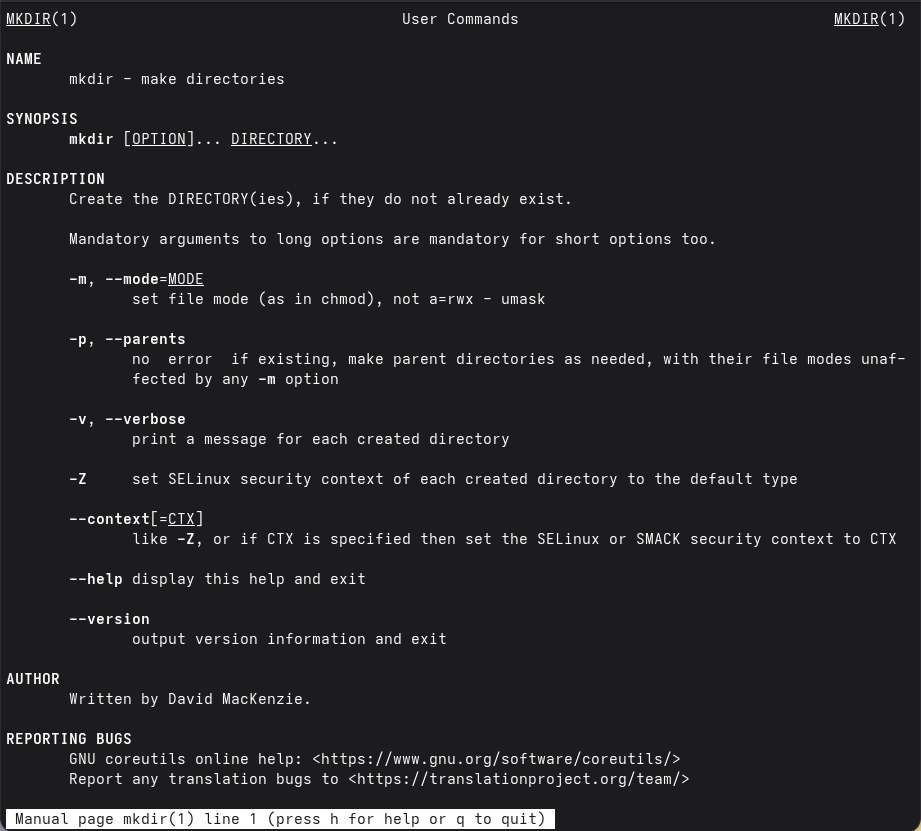 MKDIR(1) User Commands MKDIR(1)
NAME
mkdir - make directories
SYNOPSIS
mkdir [OPTION]... DIRECTORY...
DESCRIPTION
Create the DIRECTORY(ies), if they do not already exist.
Mandatory arguments to long options are mandatory for short options too.
-m, --mode=MODE
set file mode (as in chmod), not a=rwx - umask
-p, --parents
no error if existing, make parent directories as needed, with their file modes unaf-
fected by any -m option
-v, --verbose
print a message for each created directory
-Z set SELinux security context of each created directory to the default type
--context[=CTX]
like -Z, or if CTX is specified then set the SELinux or SMACK security context to CTX
--help display this help and exit
--version
output version information and exit
AUTHOR
Written by David MacKenzie.
REPORTING BUGS
GNU coreutils online help: <https://www.gnu.org/software/coreutils/>
Report any translation bugs to <https://translationproject.org/team/>
Manual page mkdir(1) line 1 (press h for help or q to quit)